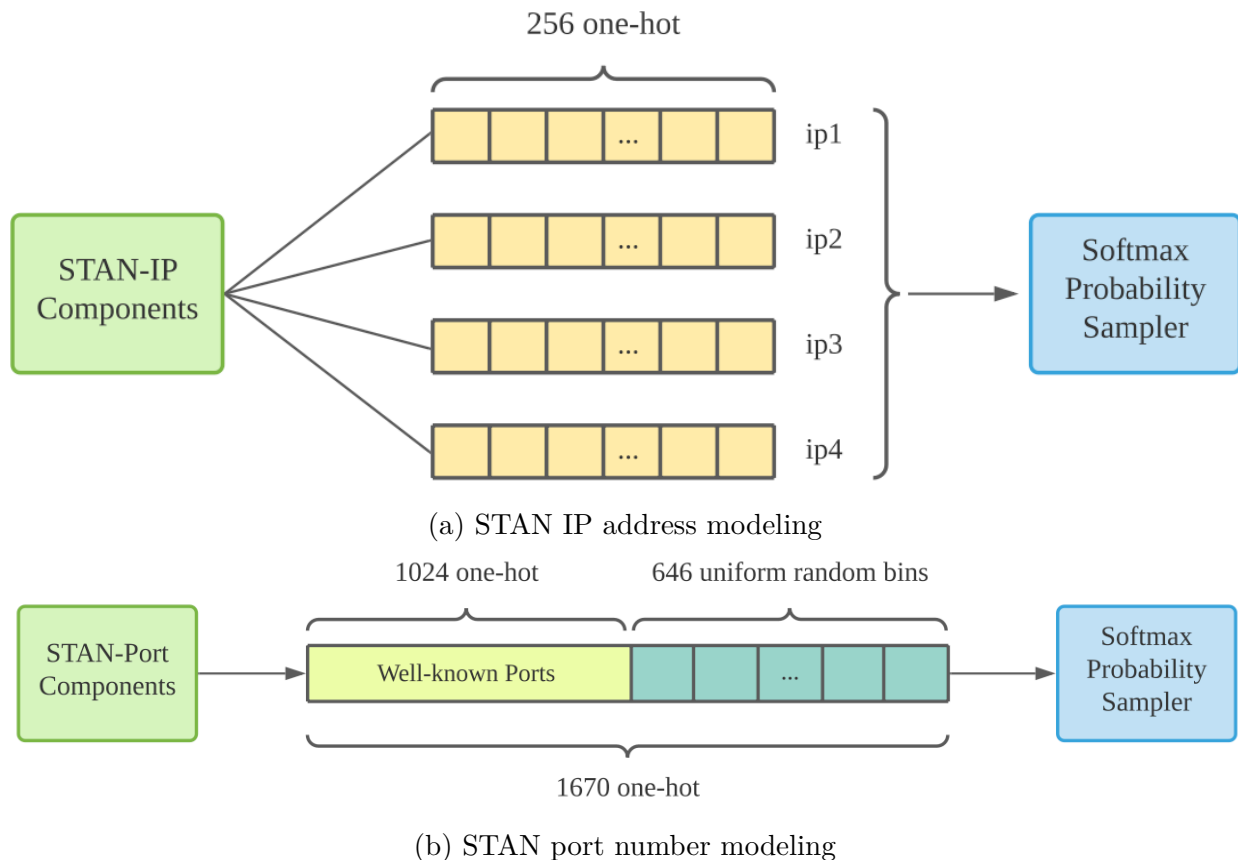 256 one-hot
... ip1
STAN-IP
Components
... ip2
Softmax
Probability
Sampler
... ip3
... ip4
(a) STAN IP address modeling
1024 one-hot
646 uniform random bins
STAN-Port
Components
Well-known Ports
...
Softmax
Probability
Sampler
1670 one-hot
(b) STAN port number modeling